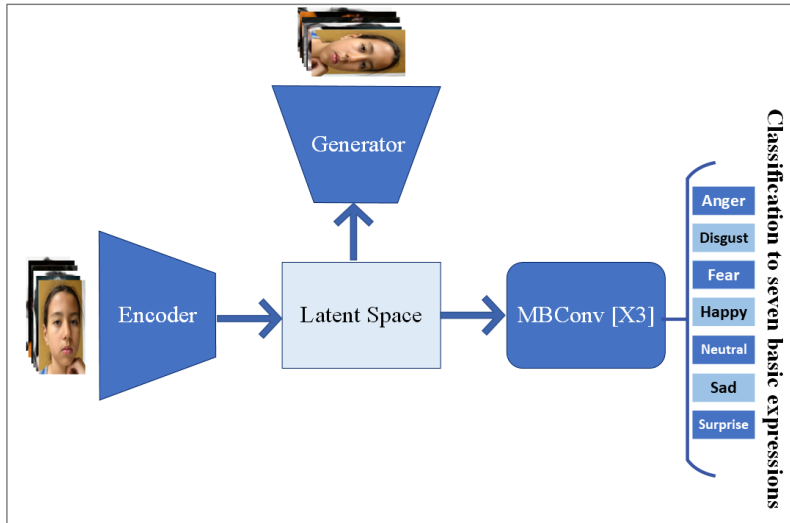 Generator
Encoder
Latent Space
MBConv [X3]
Anger
Disgust
Fear
Happy
Neutral
Sad
Surprise
Classification to seven basic expressions